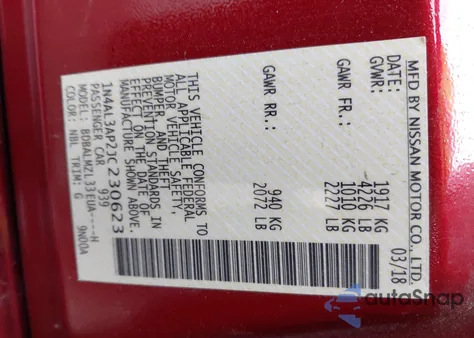 MFD BY NISSAN MOTOR CO., LTD.
DATE: 03/18
GVWR: 1917 KG
4226 LB
GAWR FR.: 1010 KG
2227 LB
GAWR RR.: 940 KG
2072 LB
THIS VEHICLE CONFORMS TO
ALL APPLICABLE FEDERAL
MOTOR VEHICLE SAFETY,
BUMPER, AND THEFT
PREVENTION STANDARDS IN
EFFECT ON THE DATE OF
MANUFACTURE SHOWN ABOVE.
1N4AL3AP2JC230623
PASSENGER CAR 939
MODEL: BDBALMZL33EUA----H
COLOR: NBL TRIM: G 9N00A
autoSnap